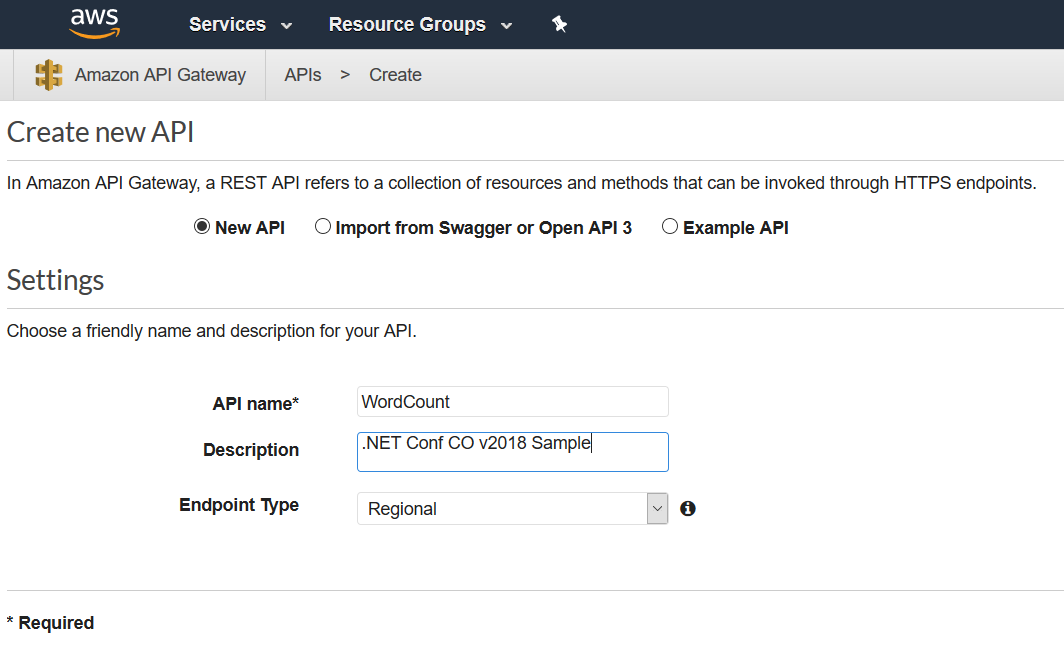 aws Services Resource Groups
Amazon API Gateway APIs > Create
Create new API
In Amazon API Gateway, a REST API refers to a collection of resources and methods that can be invoked through HTTPS endpoints.
New API Import from Swagger or Open API 3 Example API
Settings
Choose a friendly name and description for your API.
API name* WordCount
Description .NET Conf CO v2018 Sample
Endpoint Type Regional
* Required